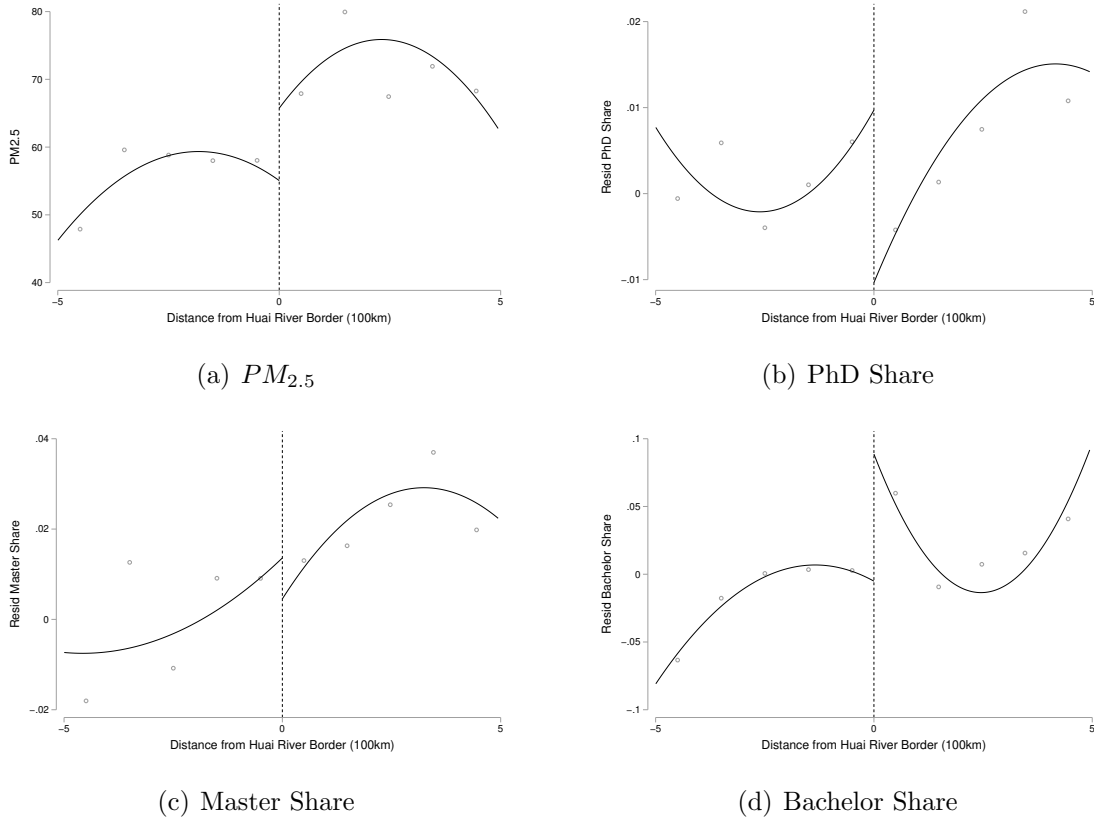 80
70
60
50
40
PM2.5
−5
0
5
Distance from Huai River Border (100km)
(a) PM2.5
.02
.01
0
−.01
Resid PhD Share
−5
0
5
Distance from Huai River Border (100km)
(b) PhD Share
.04
.02
0
−.02
Resid Master Share
−5
0
5
Distance from Huai River Border (100km)
(c) Master Share
.1
.05
0
−.05
−.1
Resid Bachelor Share
−5
0
5
Distance from Huai River Border (100km)
(d) Bachelor Share